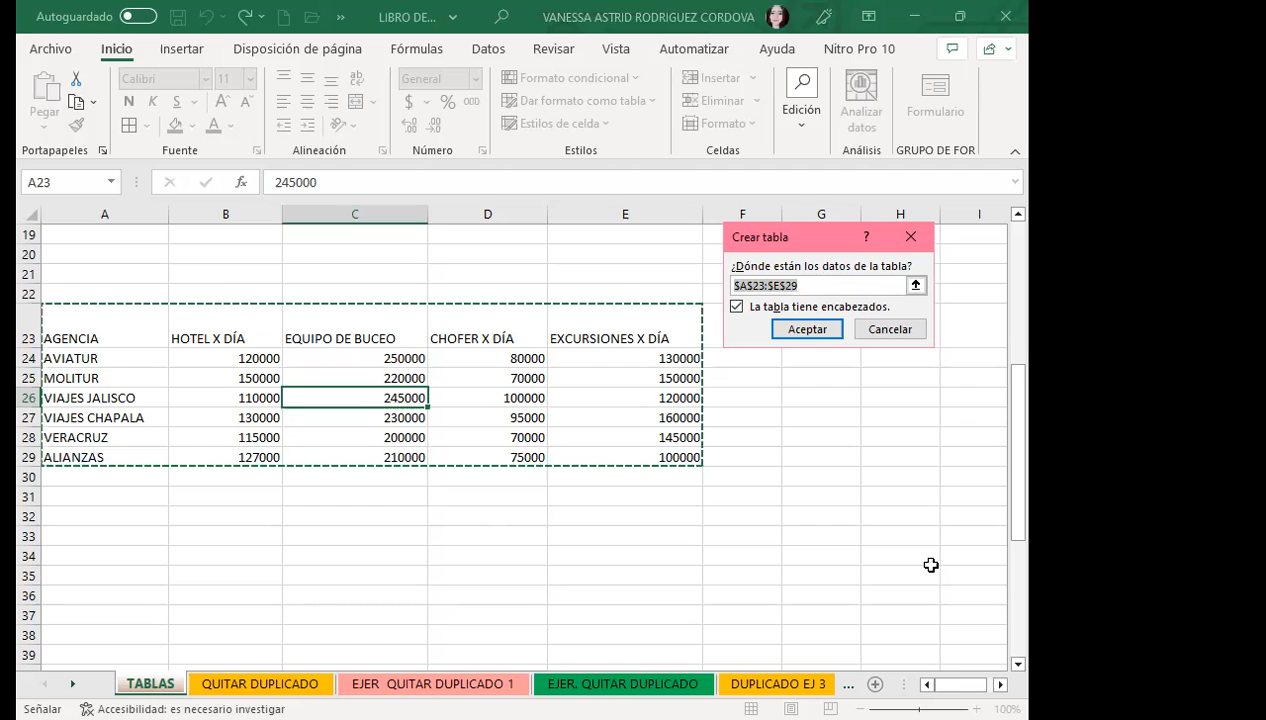 Autoguardado LIBRO DE... VANESSA ASTRID RODRIGUEZ CORDOVA
Archivo Inicio Insertar Disposición de página Fórmulas Datos Revisar Vista Automatizar Ayuda Nitro Pro 10
Pegar Calibri 11 General Formato condicional Insertar Edición Analizar datos Formulario
N K S $ % 000 Dar formato como tabla Eliminar
Estilos de celda Formato
Portapapeles Fuente Alineación Número Estilos Celdas Análisis GRUPO DE FOR
A23 fx 245000
A B C D E F G H I
19
20
21
22
23 AGENCIA HOTEL X DÍA EQUIPO DE BUCEO CHOFER X DÍA EXCURSIONES X DÍA
24 AVIATUR 120000 250000 80000 130000
25 MOLITUR 150000 220000 70000 150000
26 VIAJES JALISCO 110000 245000 100000 120000
27 VIAJES CHAPALA 130000 230000 95000 160000
28 VERACRUZ 115000 200000 70000 145000
29 ALIANZAS 127000 210000 75000 100000
30
31
32
33
34
35
36
37
38
39
Crear tabla ?
¿Dónde están los datos de la tabla?
$A$23:$E$29
La tabla tiene encabezados.
Aceptar Cancelar
TABLAS QUITAR DUPLICADO EJER QUITAR DUPLICADO 1 EJER. QUITAR DUPLICADO DUPLICADO EJ 3 ...
Señalar Accesibilidad: es necesario investigar 100%